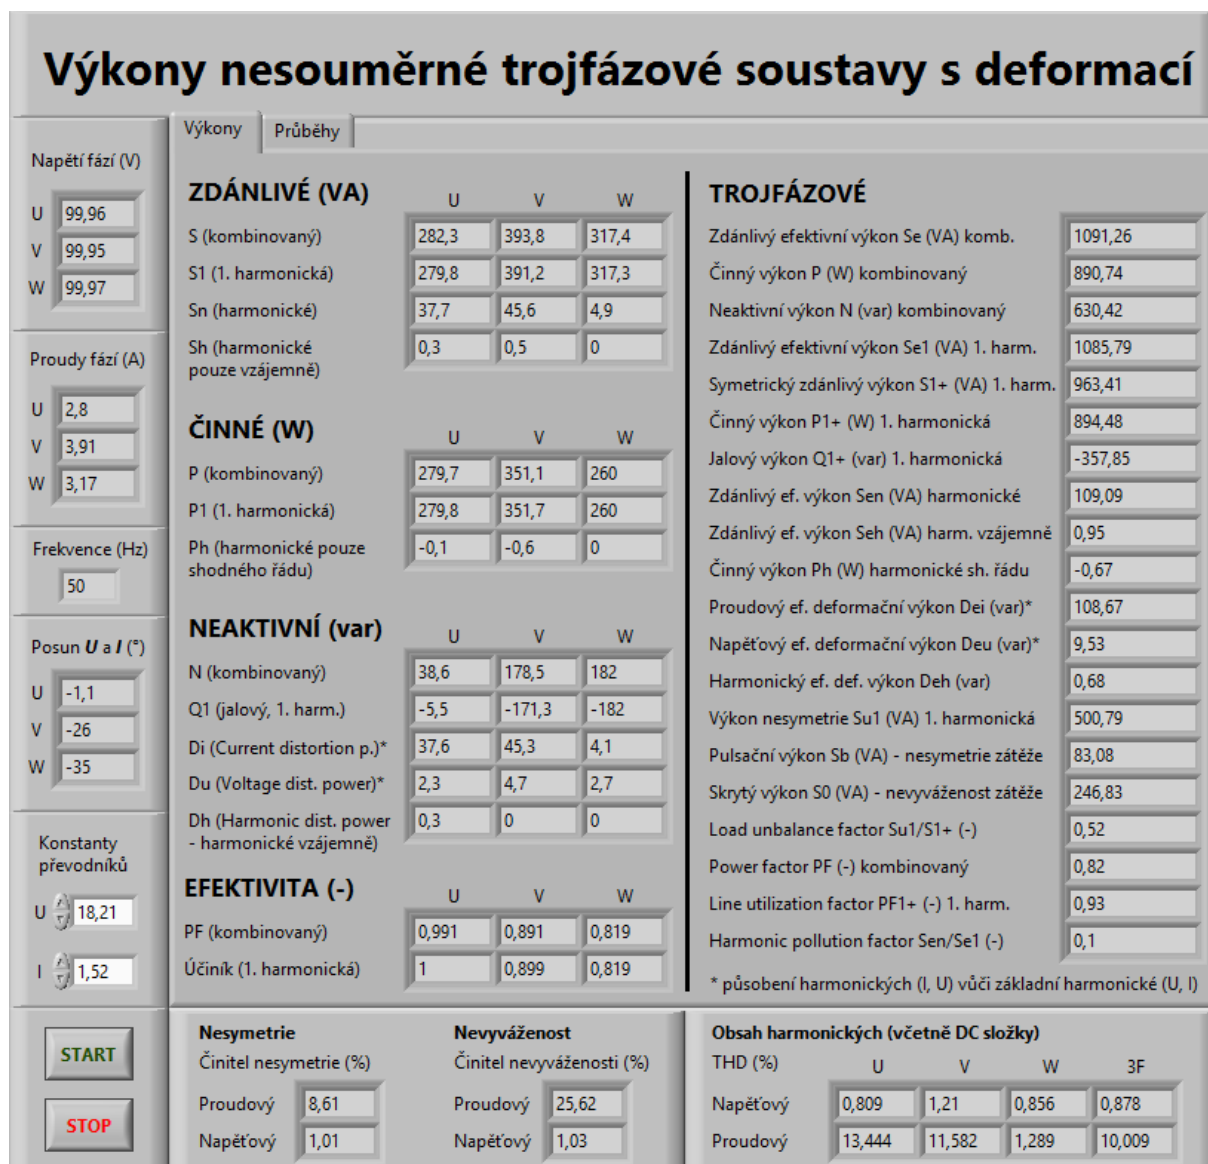 Výkony nesouměrné trojfázové soustavy s deformací
Napětí fází (V)
U 99,96
V 99,95
W 99,97
Proudy fází (A)
U 2,8
V 3,91
W 3,17
Frekvence (Hz)
50
Posun U a I (°)
U -1,1
V -26
W -35
Konstanty
převodníků
U 18,21
I 1,52
START
STOP
Výkony Průběhy
ZDÁNLIVÉ (VA) U V W
S (kombinovaný) 282,3 393,8 317,4
S1 (1. harmonická) 279,8 391,2 317,3
Sn (harmonické) 37,7 45,6 4,9
Sh (harmonické 0,3 0,5 0
pouze vzájemně)
ČINNÉ (W) U V W
P (kombinovaný) 279,7 351,1 260
P1 (1. harmonická) 279,8 351,7 260
Ph (harmonické pouze -0,1 -0,6 0
shodného řádu)
NEAKTIVNÍ (var) U V W
N (kombinovaný) 38,6 178,5 182
Q1 (jalový, 1. harm.) -5,5 -171,3 -182
Di (Current distortion p.)* 37,6 45,3 4,1
Du (Voltage dist. power)* 2,3 4,7 2,7
Dh (Harmonic dist. power 0,3 0 0
- harmonické vzájemně)
EFEKTIVITA (-) U V W
PF (kombinovaný) 0,991 0,891 0,819
Účiník (1. harmonická) 1 0,899 0,819
TROJFÁZOVÉ
Zdánlivý efektivní výkon Se (VA) komb. 1091,26
Činný výkon P (W) kombinovaný 890,74
Neaktivní výkon N (var) kombinovaný 630,42
Zdánlivý efektivní výkon Se1 (VA) 1. harm. 1085,79
Symetrický zdánlivý výkon S1+ (VA) 1. harm. 963,41
Činný výkon P1+ (W) 1. harmonická 894,48
Jalový výkon Q1+ (var) 1. harmonická -357,85
Zdánlivý ef. výkon Sen (VA) harmonické 109,09
Zdánlivý ef. výkon Seh (VA) harm. vzájemně 0,95
Činný výkon Ph (W) harmonické sh. řádu -0,67
Proudový ef. deformační výkon Dei (var)* 108,67
Napěťový ef. deformační výkon Deu (var)* 9,53
Harmonický ef. def. výkon Deh (var) 0,68
Výkon nesymetrie Su1 (VA) 1. harmonická 500,79
Pulsační výkon Sb (VA) - nesymetrie zátěže 83,08
Skrytý výkon S0 (VA) - nevyváženost zátěže 246,83
Load unbalance factor Su1/S1+ (-) 0,52
Power factor PF (-) kombinovaný 0,82
Line utilization factor PF1+ (-) 1. harm. 0,93
Harmonic pollution factor Sen/Se1 (-) 0,1
* působení harmonických (I, U) vůči základní harmonické (U, I)
Nesymetrie
Činitel nesymetrie (%)
Proudový 8,61
Napěťový 1,01
Nevyváženost
Činitel nevyváženosti (%)
Proudový 25,62
Napěťový 1,03
Obsah harmonických (včetně DC složky)
THD (%) U V W 3F
Napěťový 0,809 1,21 0,856 0,878
Proudový 13,444 11,582 1,289 10,009